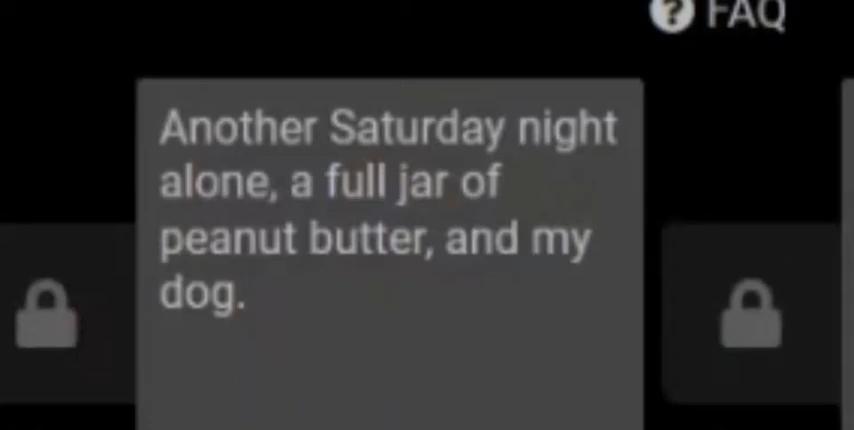 FAQ
Another Saturday night
alone, a full jar of
peanut butter, and my
dog.